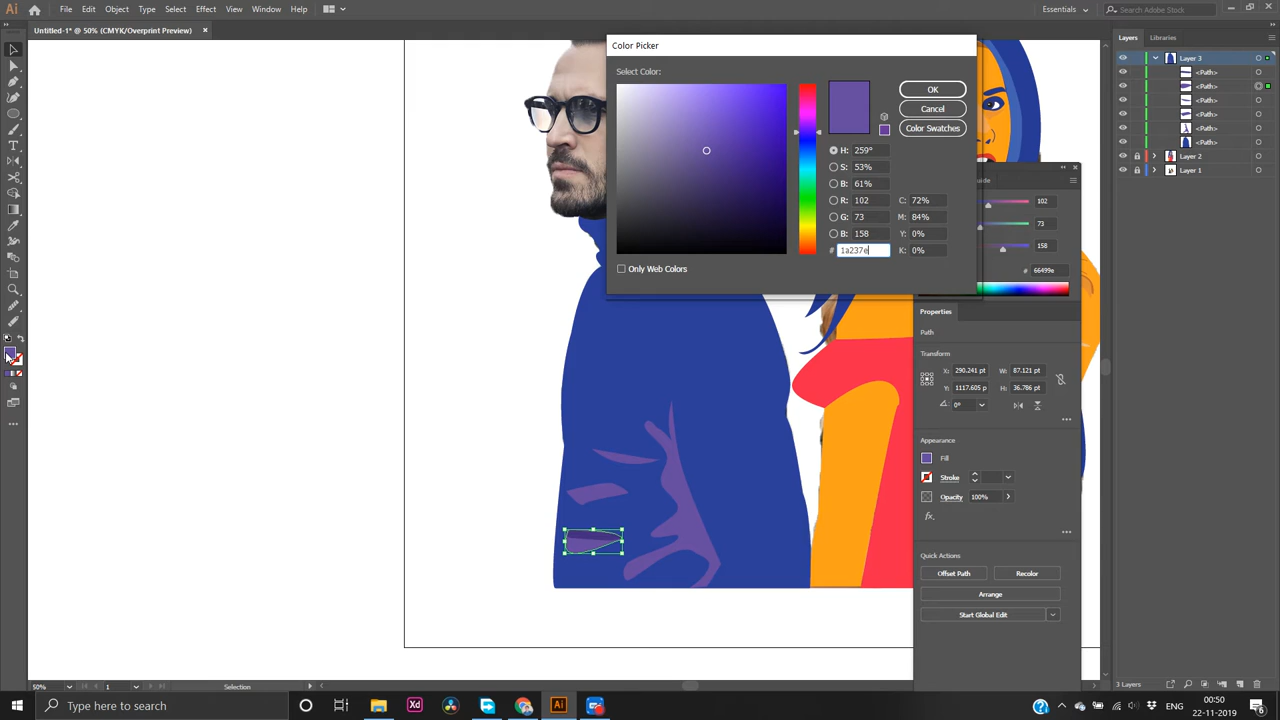 Ai File Edit Object Type Select Effect View Window Help
Essentials
Search Adobe Stock
Untitled-1* @ 50% (CMYK/Overprint Preview) ×
Color Picker
Select Color:
OK
Cancel
Color Swatches
H: 259°
S: 53%
B: 61%
R: 102 C: 72%
G: 73 M: 84%
B: 158 Y: 0%
# 1a237e K: 0%
Only Web Colors
Layers Libraries
Layer 3
<Path>
<Path>
<Path>
<Path>
<Path>
<Path>
Layer 2
Layer 1
102
73
158
# 66499e
Properties
Path
Transform
X: 290.241 pt W: 87.121 pt
Y: 1117.605 p H: 36.786 pt
0°
Appearance
Fill
Stroke
Opacity 100%
fx.
Quick Actions
Offset Path Recolor
Arrange
Start Global Edit
50% 1 Selection
3 Layers
Type here to search
Xd Ai
00:50
22-11-2019
6